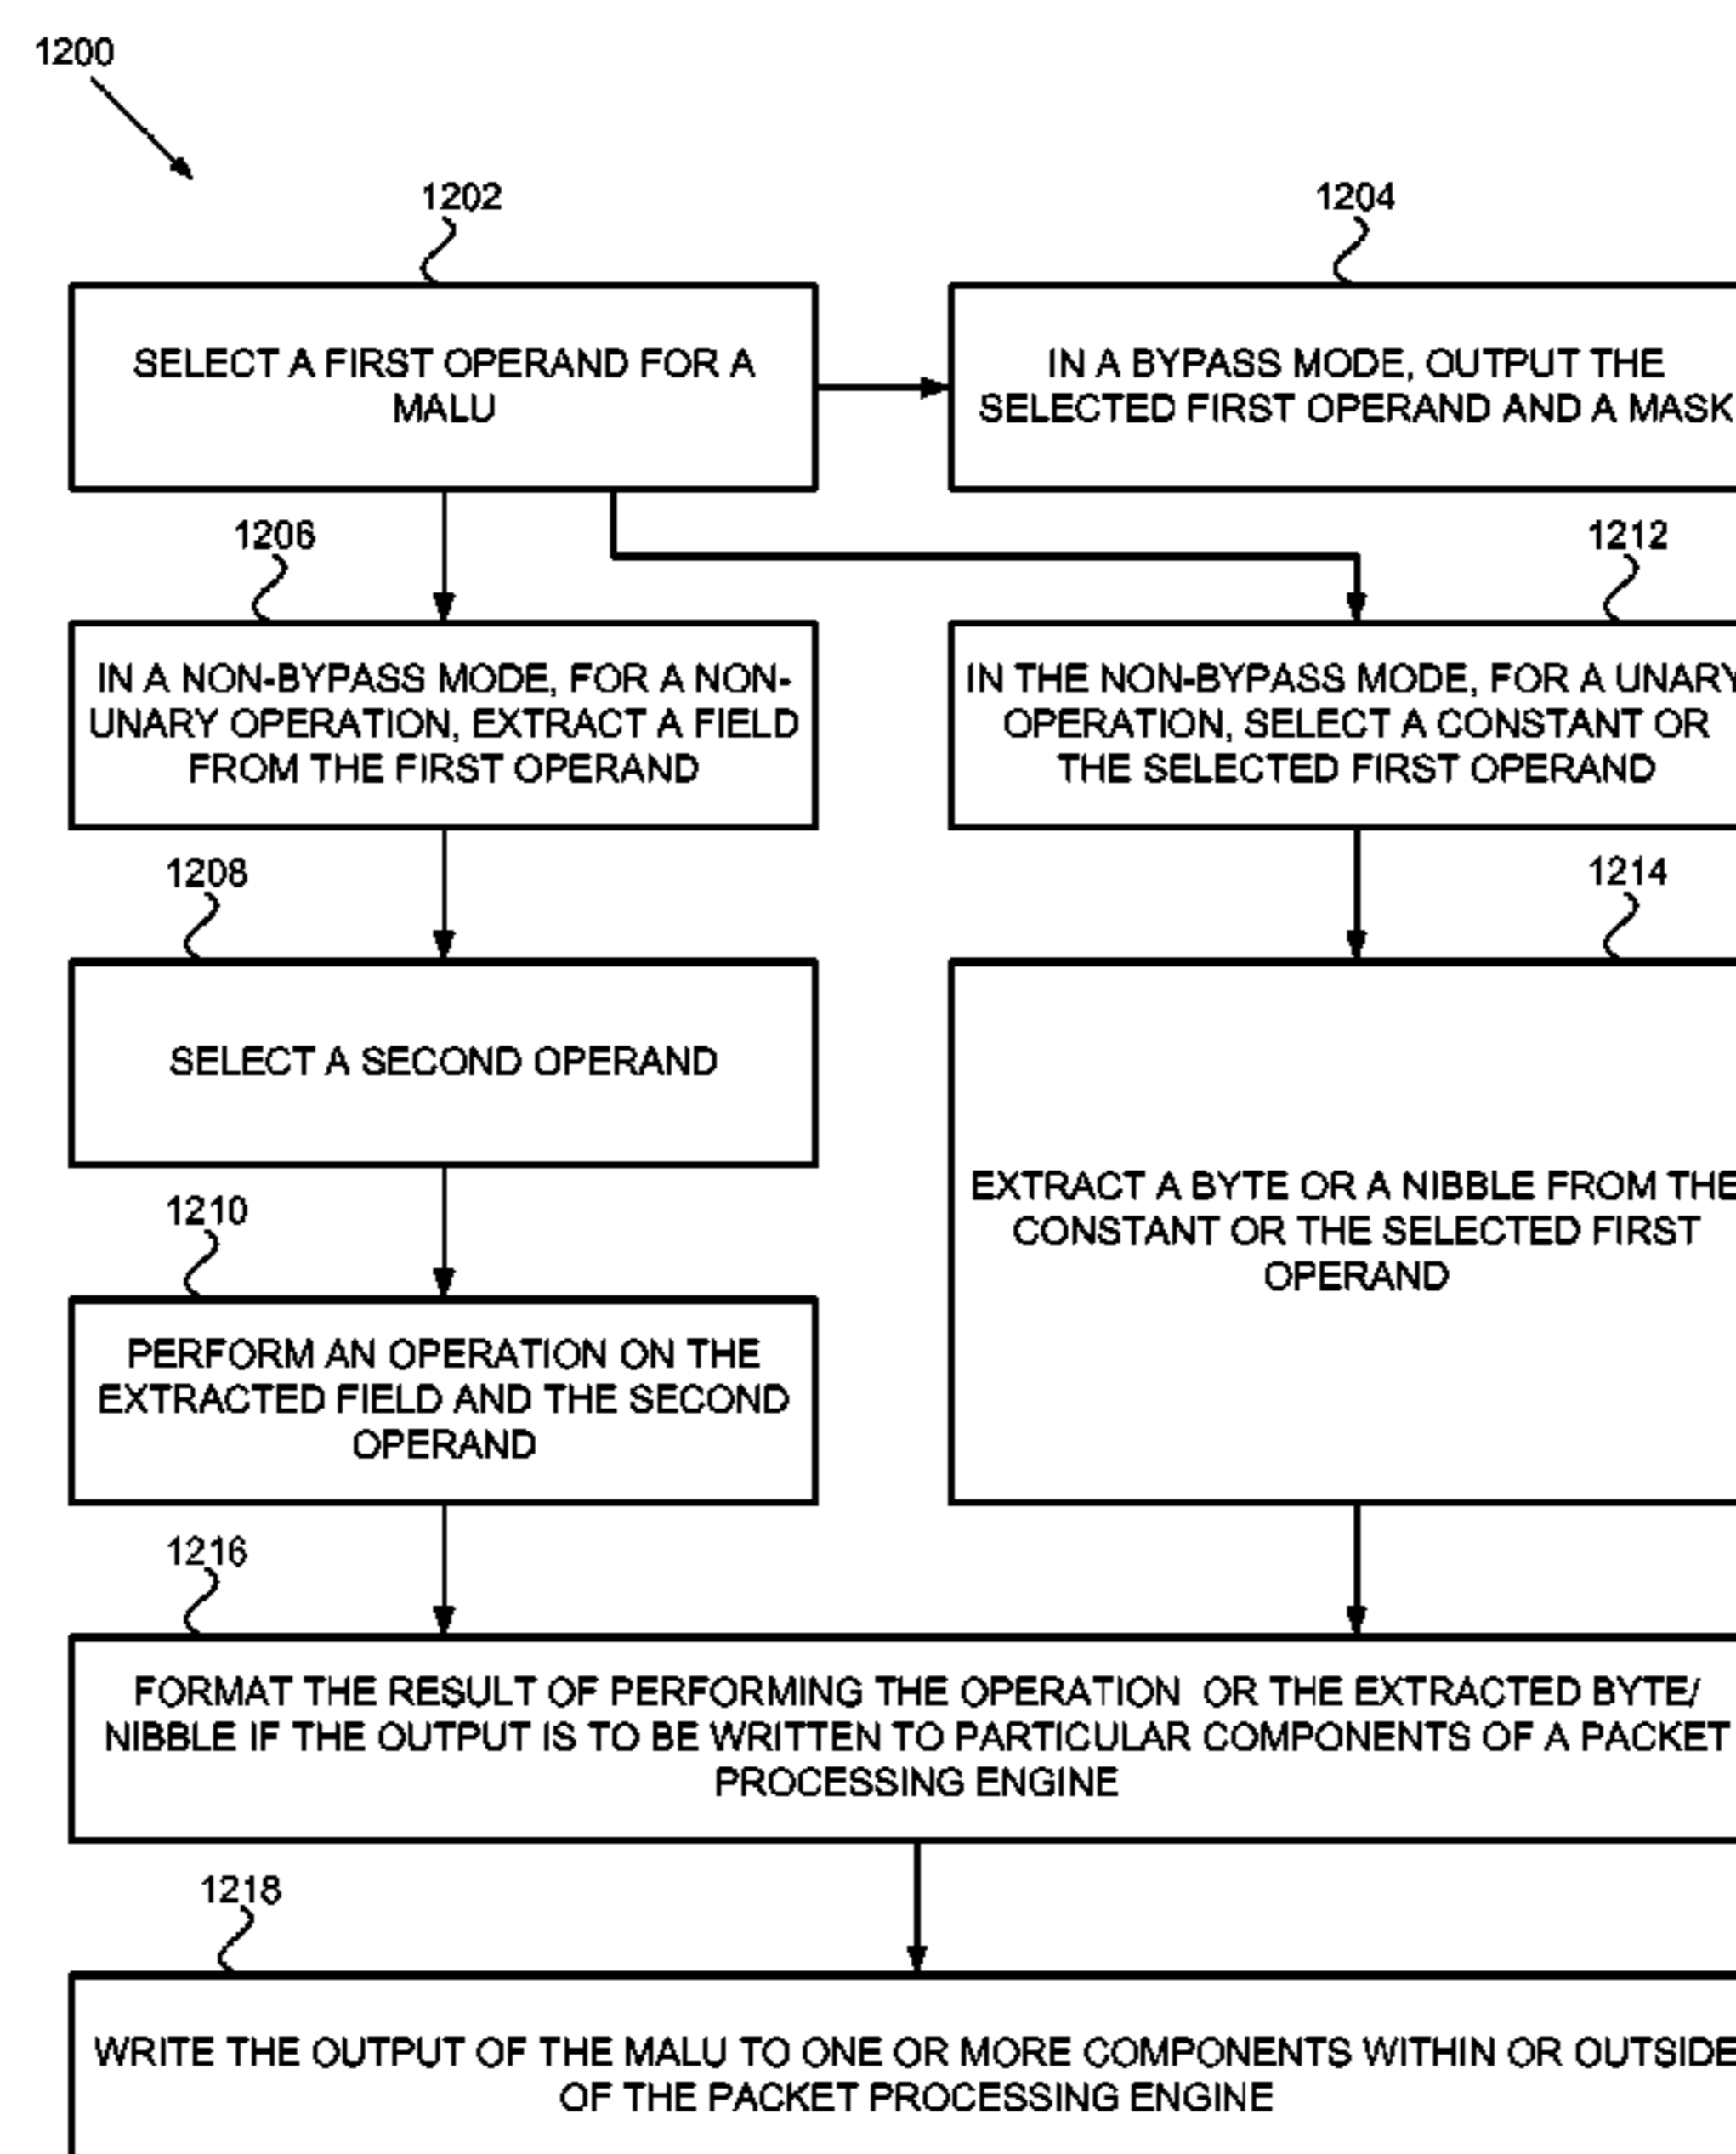 1200
1202
1204
SELECT A FIRST OPERAND FOR A
MALU
IN A BYPASS MODE, OUTPUT THE
SELECTED FIRST OPERAND AND A MASK
1206
1212
IN A NON-BYPASS MODE, FOR A NON-
UNARY OPERATION, EXTRACT A FIELD
FROM THE FIRST OPERAND
IN THE NON-BYPASS MODE, FOR A UNARY
OPERATION, SELECT A CONSTANT OR
THE SELECTED FIRST OPERAND
1208
1214
SELECT A SECOND OPERAND
EXTRACT A BYTE OR A NIBBLE FROM THE
CONSTANT OR THE SELECTED FIRST
OPERAND
1210
PERFORM AN OPERATION ON THE
EXTRACTED FIELD AND THE SECOND
OPERAND
1216
FORMAT THE RESULT OF PERFORMING THE OPERATION OR THE EXTRACTED BYTE/
NIBBLE IF THE OUTPUT IS TO BE WRITTEN TO PARTICULAR COMPONENTS OF A PACKET
PROCESSING ENGINE
1218
WRITE THE OUTPUT OF THE MALU TO ONE OR MORE COMPONENTS WITHIN OR OUTSIDE
OF THE PACKET PROCESSING ENGINE